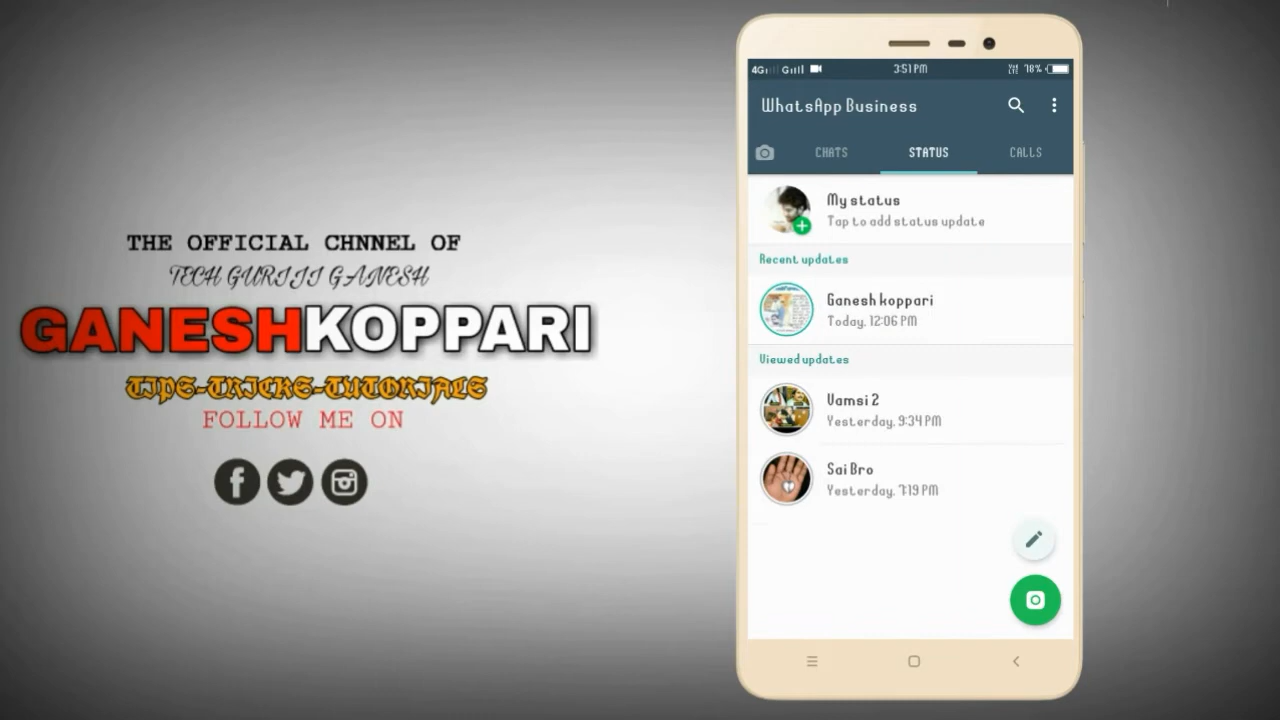 THE OFFICIAL CHNNEL OF
TECH GURIJI GANESH
GANESHKOPPARI
TIPS-TRICKS-TUTORIALS
FOLLOW ME ON
4G G 3:51 PM 78%
WhatsApp Business
CHATS STATUS CALLS
My status
Tap to add status update
Recent updates
Ganesh koppari
Today, 12:06 PM
Viewed updates
Vamsi 2
Yesterday, 9:34 PM
Sai Bro
Yesterday, 7:19 PM